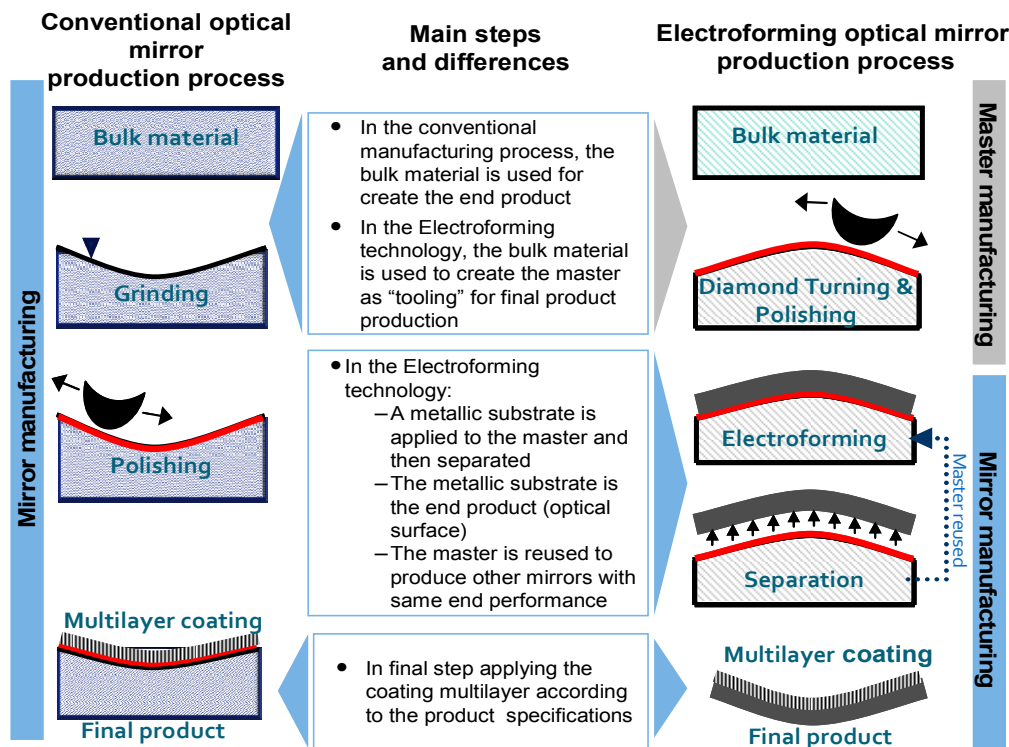 Conventional optical
mirror
production process
Main steps
and differences
Electroforming optical mirror
production process
Mirror manufacturing
Bulk material
Grinding
Polishing
Multilayer coating
Final product
• In the conventional
manufacturing process, the
bulk material is used for
create the end product
• In the Electroforming
technology, the bulk material
is used to create the master
as “tooling” for final product
production
• In the Electroforming
technology:
–A metallic substrate is
applied to the master and
then separated
–The metallic substrate is
the end product (optical
surface)
–The master is reused to
produce other mirrors with
same end performance
• In final step applying the
coating multilayer according
to the product specifications
Bulk material
Diamond Turning &
Polishing
Electroforming
Separation
Master reused
Multilayer coating
Final product
Master manufacturing
Mirror manufacturing